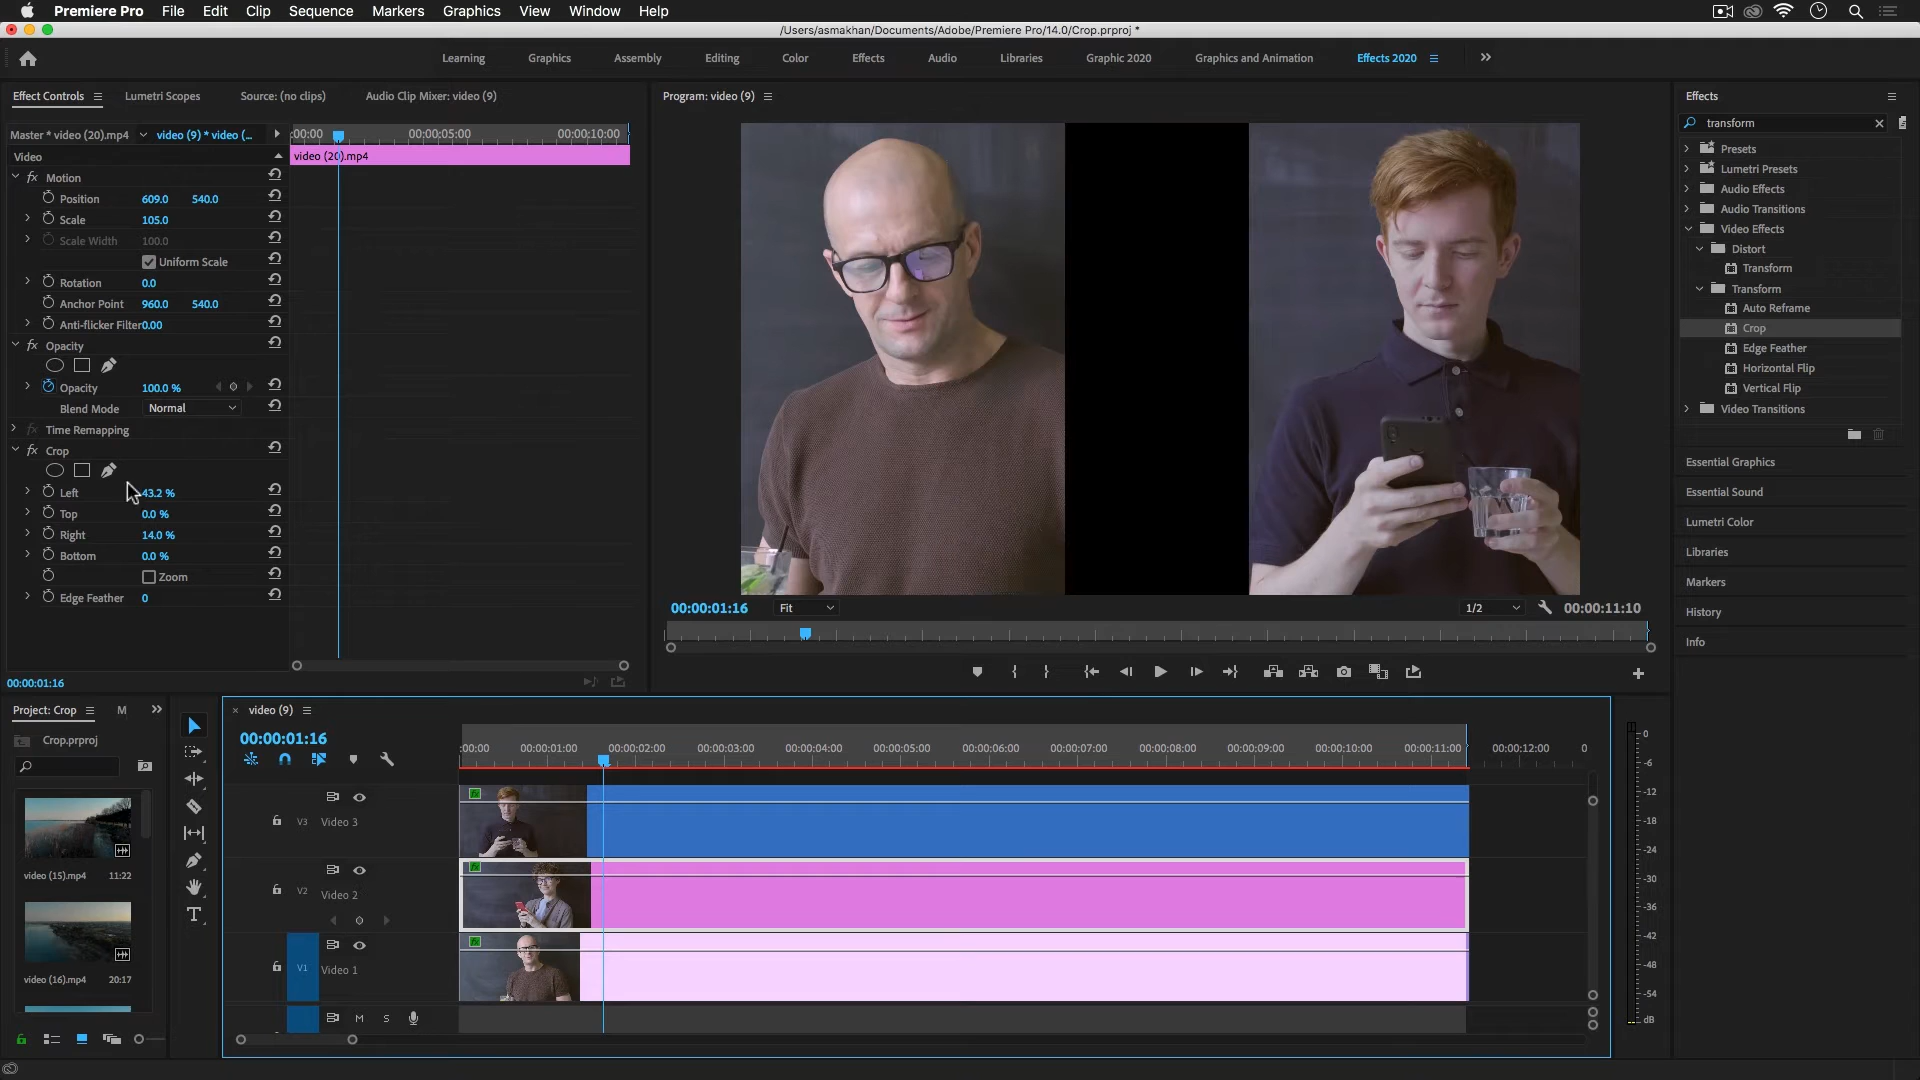 Premiere Pro File Edit Clip Sequence Markers Graphics View Window Help
/Users/asmakhan/Documents/Adobe/Premiere Pro/14.0/Crop.prproj *
Learning Graphics Assembly Editing Color Effects Audio Libraries Graphic 2020 Graphics and Animation Effects 2020
Effect Controls Lumetri Scopes Source: (no clips) Audio Clip Mixer: video (9)
Master * video (20).mp4 video (9) * video (...
:00:00 00:00:05:00 00:00:10:00
Video
video (20).mp4
Motion
Position 609.0 540.0
Scale 105.0
Scale Width 100.0
Uniform Scale
Rotation 0.0
Anchor Point 960.0 540.0
Anti-flicker Filter 0.00
Opacity
Opacity 100.0 %
Blend Mode Normal
Time Remapping
Crop
Left 43.2 %
Top 0.0 %
Right 14.0 %
Bottom 0.0 %
Zoom
Edge Feather 0
00:00:01:16
Program: video (9)
00:00:01:16 Fit 1/2 00:00:11:10
Effects
transform
Presets
Lumetri Presets
Audio Effects
Audio Transitions
Video Effects
Distort
Transform
Transform
Auto Reframe
Crop
Edge Feather
Horizontal Flip
Vertical Flip
Video Transitions
Essential Graphics
Essential Sound
Lumetri Color
Libraries
Markers
History
Info
Project: Crop M
Crop.prproj
video (15).mp4 11:22
video (16).mp4 20:17
video (9)
00:00:01:16
:00:00 00:00:01:00 00:00:02:00 00:00:03:00 00:00:04:00 00:00:05:00 00:00:06:00 00:00:07:00 00:00:08:00 00:00:09:00 00:00:10:00 00:00:11:00 00:00:12:00 0
V3 Video 3
V2 Video 2
V1 Video 1
M S
0
-6
-12
-18
-24
-30
-36
-42
-48
-54
dB